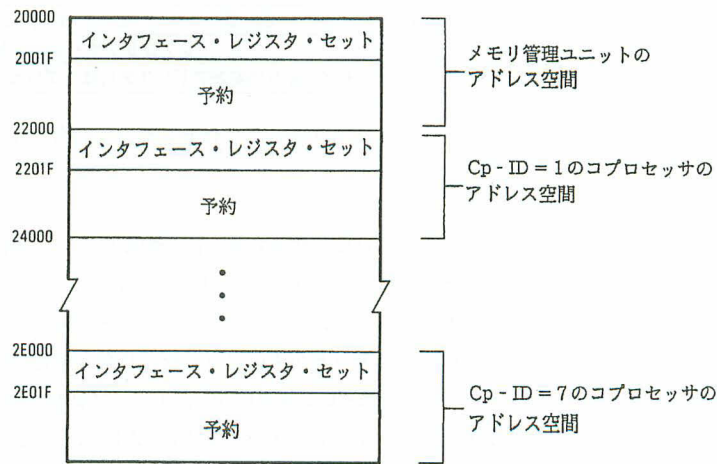 20000
インタフェース・レジスタ・セット
2001F
メモリ管理ユニットの
アドレス空間
予約
22000
インタフェース・レジスタ・セット
2201F
Cp - ID = 1のコプロセッサの
アドレス空間
予約
24000
2E000
インタフェース・レジスタ・セット
2E01F
Cp - ID = 7のコプロセッサの
アドレス空間
予約